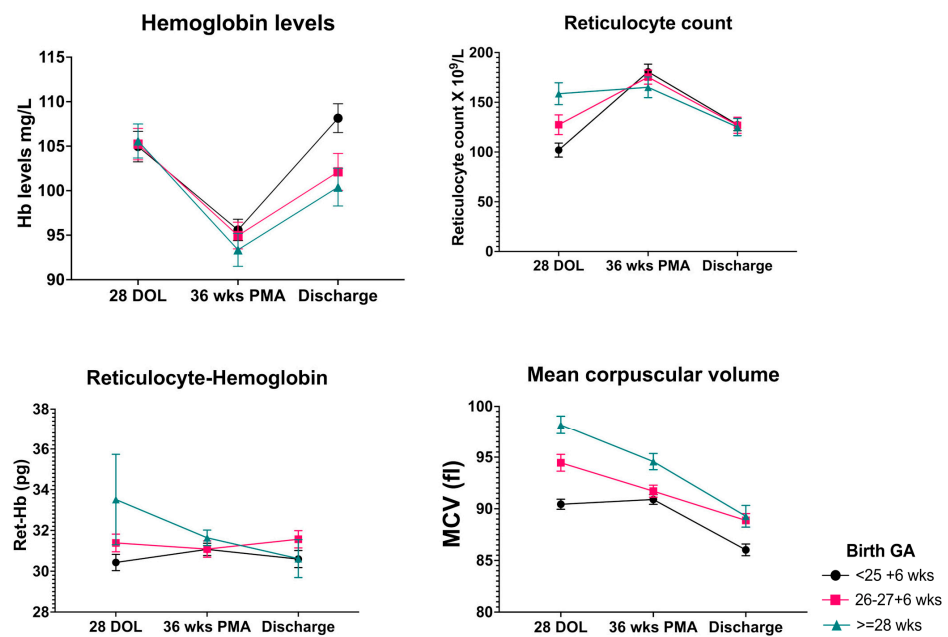 Hemoglobin levels
Hb levels mg/L
115
110
105
100
95
90
28 DOL 36 wks PMA Discharge
Reticulocyte count
Reticulocyte count X 10⁹/L
200
150
100
50
0
28 DOL 36 wks PMA Discharge
Reticulocyte-Hemoglobin
Ret-Hb (pg)
38
36
34
32
30
28
28 DOL 36 wks PMA Discharge
Mean corpuscular volume
MCV (fl)
100
95
90
85
80
28 DOL 36 wks PMA Discharge
Birth GA
<25 +6 wks
26-27+6 wks
>=28 wks